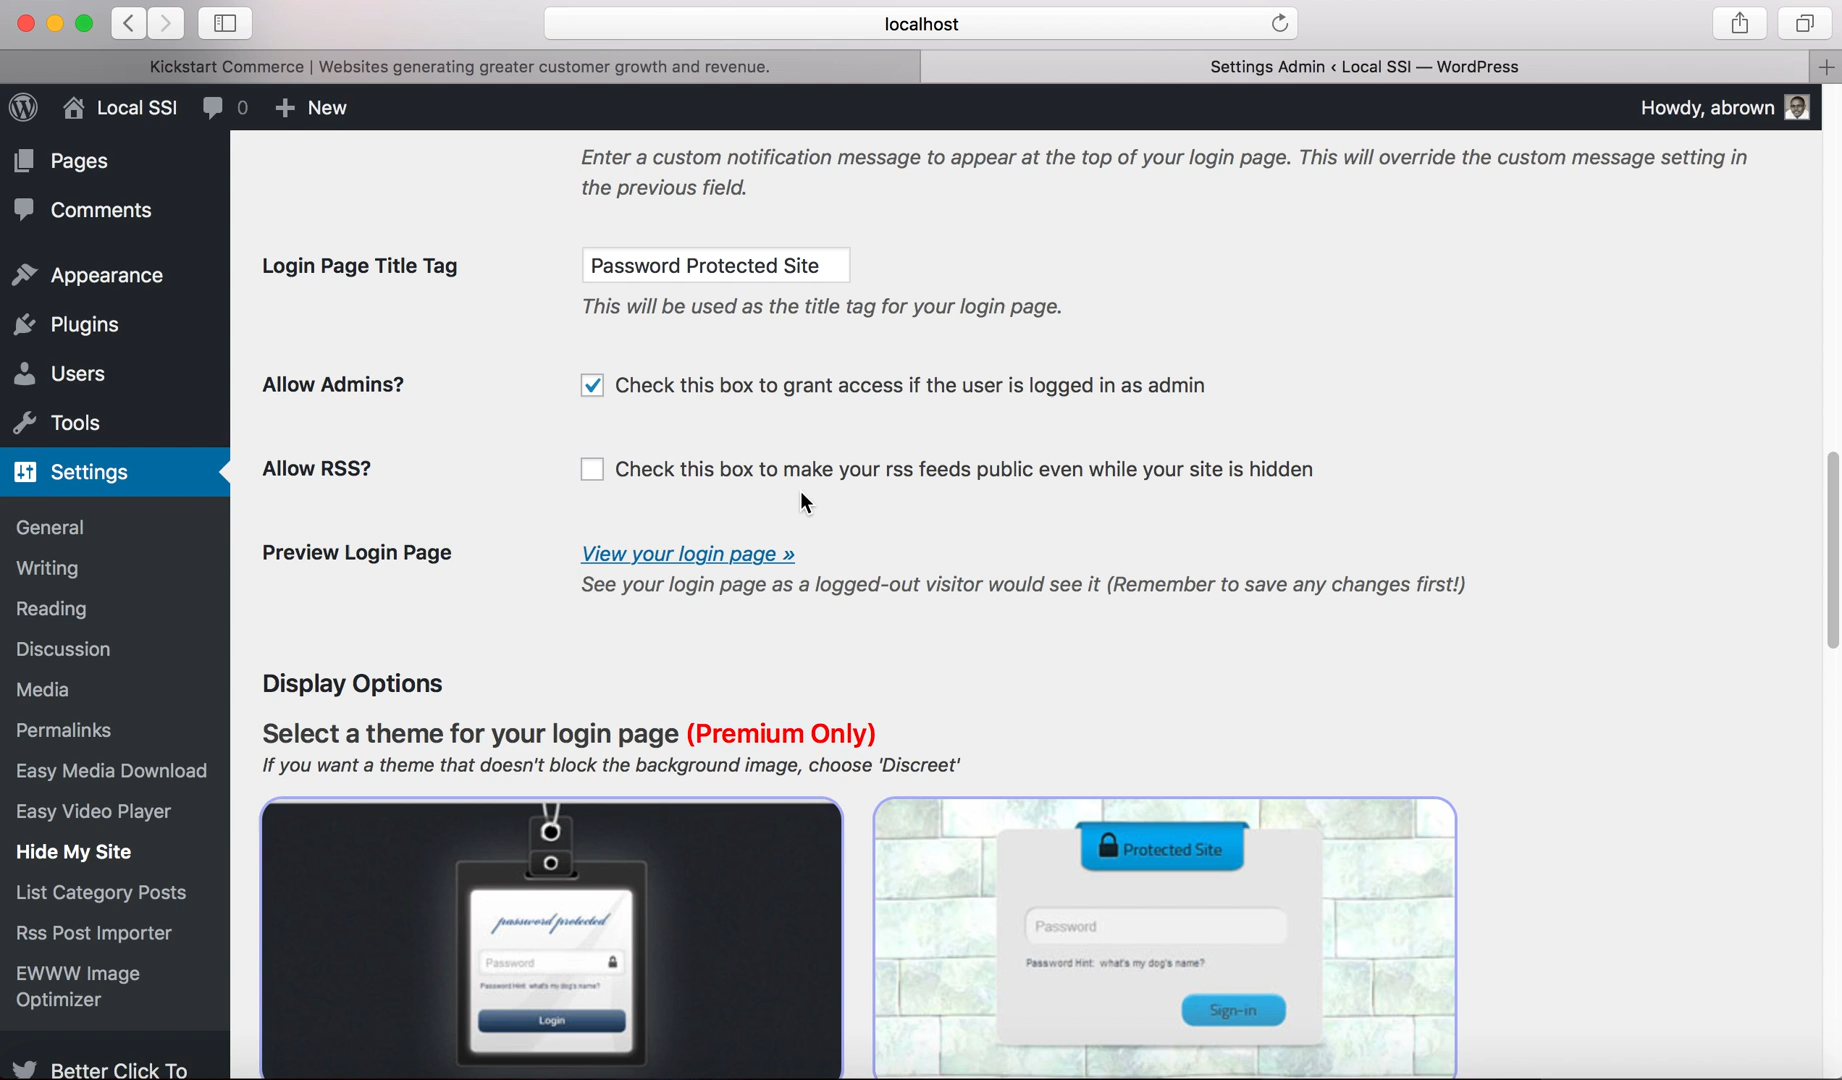 localhost
Kickstart Commerce | Websites generating greater customer growth and revenue.
Settings Admin ‹ Local SSI — WordPress
Local SSI
0
New
Howdy, abrown
Pages
Comments
Appearance
Plugins
Users
Tools
Settings
General
Writing
Reading
Discussion
Media
Permalinks
Easy Media Download
Easy Video Player
Hide My Site
List Category Posts
Rss Post Importer
EWWW Image
Optimizer
Better Click To
Enter a custom notification message to appear at the top of your login page. This will override the custom message setting in
the previous field.
Login Page Title Tag
Password Protected Site
This will be used as the title tag for your login page.
Allow Admins?
Check this box to grant access if the user is logged in as admin
Allow RSS?
Check this box to make your rss feeds public even while your site is hidden
Preview Login Page
View your login page »
See your login page as a logged-out visitor would see it (Remember to save any changes first!)
Display Options
Select a theme for your login page (Premium Only)
If you want a theme that doesn't block the background image, choose 'Discreet'
password protected
Password
Password Hint: what's my dog's name?
Login
Protected Site
Password
Password Hint: what's my dog's name?
Sign-in